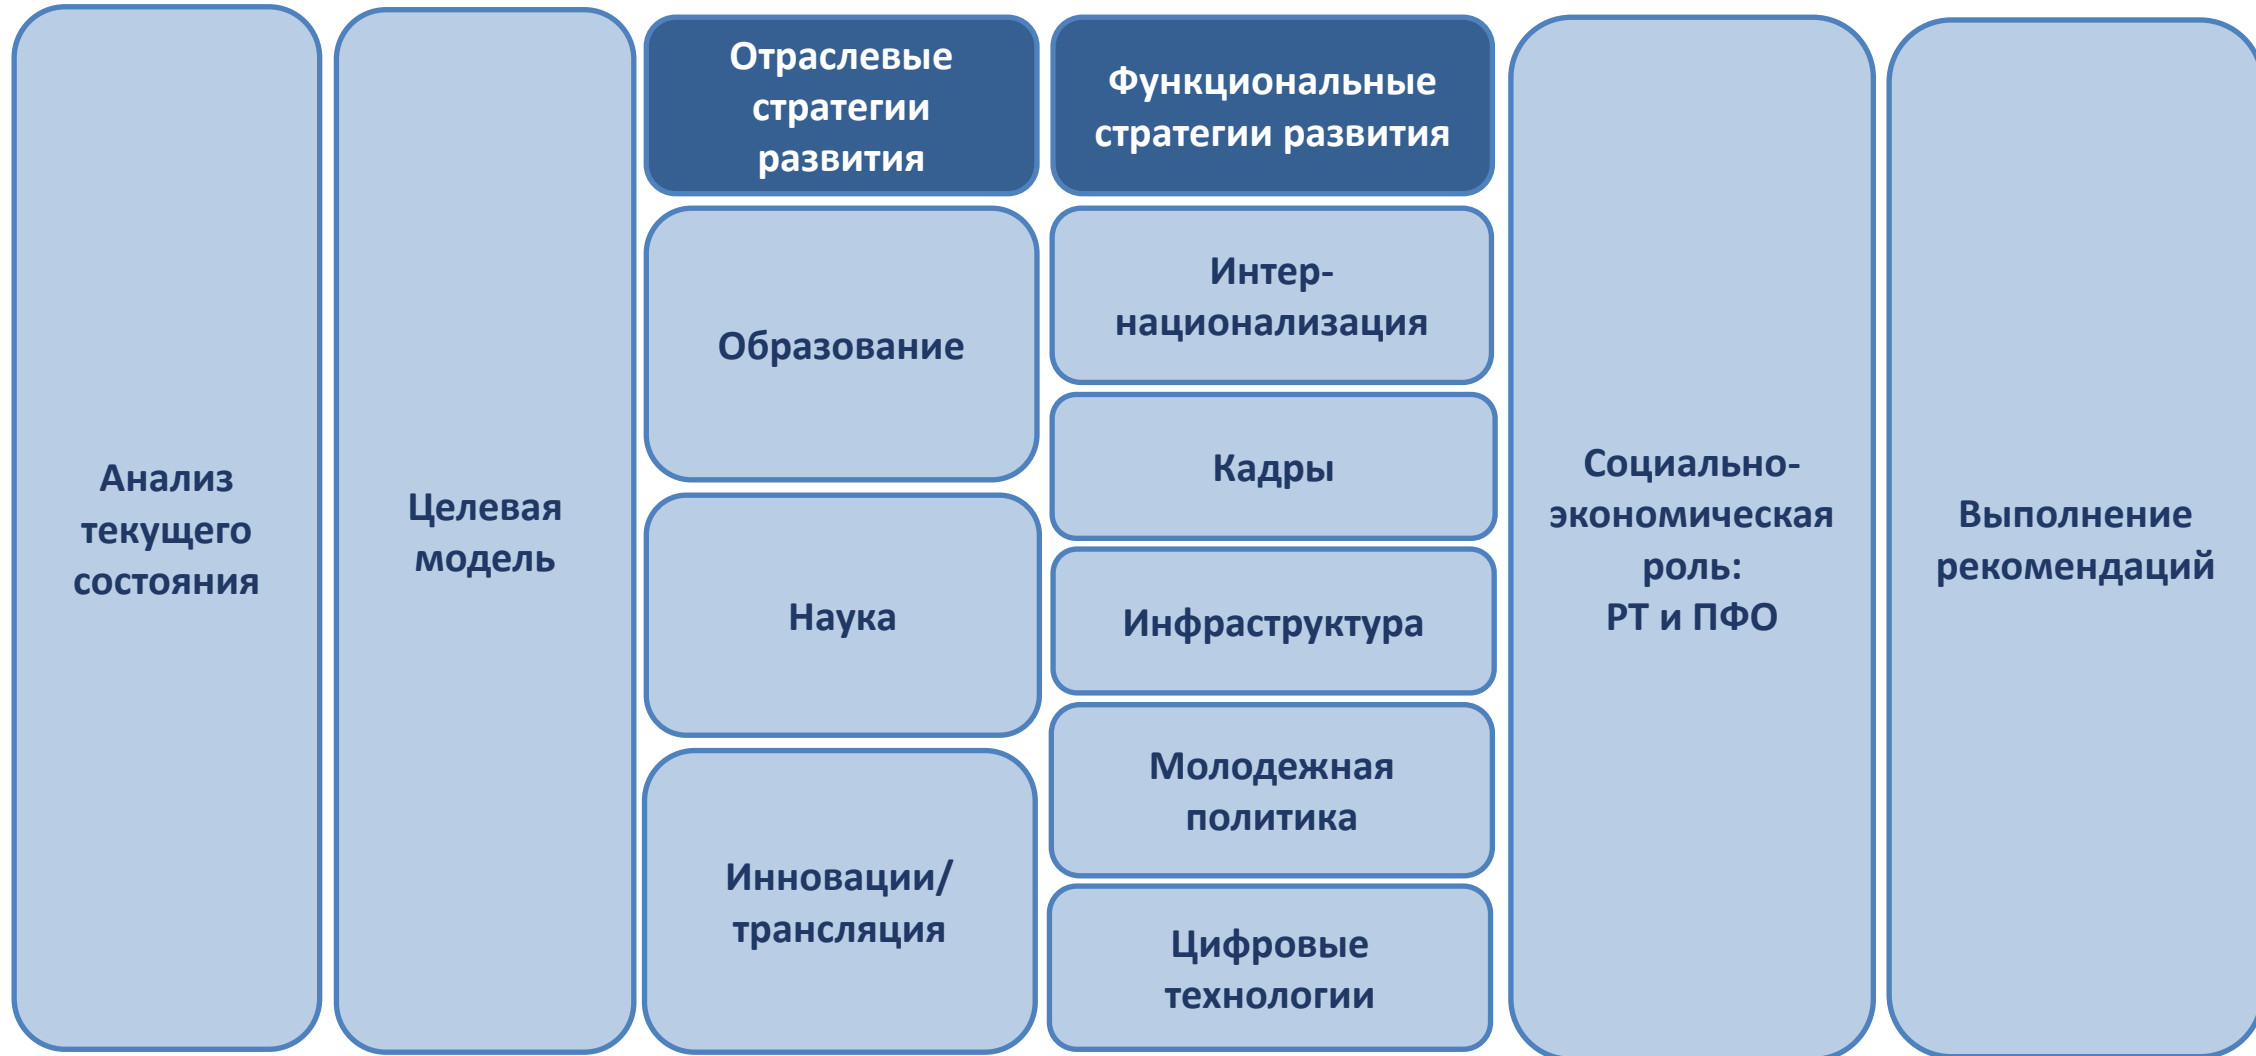 Анализ
текущего
состояния
Целевая
модель
Отраслевые
стратегии
развития
Образование
Наука
Инновации/
трансляция
Функциональные
стратегии развития
Интер-
национализация
Кадры
Инфраструктура
Молодежная
политика
Цифровые
технологии
Социально-
экономическая
роль:
РТ и ПФО
Выполнение
рекомендаций